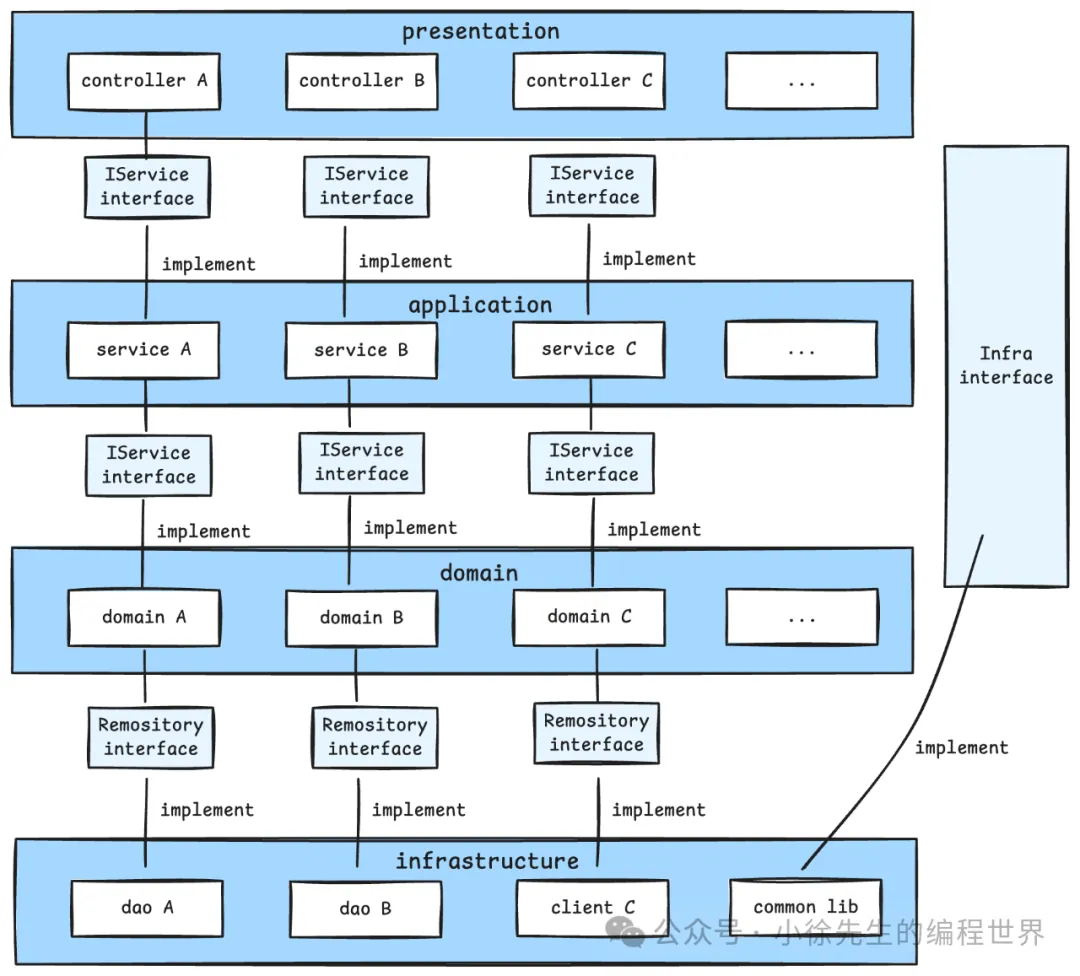 presentation
controller A
controller B
controller C
...
IService
interface
IService
interface
IService
interface
implement
implement
implement
application
service A
service B
service C
...
Infra
interface
IService
interface
IService
interface
IService
interface
implement
implement
implement
domain
domain A
domain B
domain C
...
Remository
interface
Remository
interface
Remository
interface
implement
implement
implement
implement
infrastructure
dao A
dao B
client C
common lib
公众号 · 小徐先生的编程世界